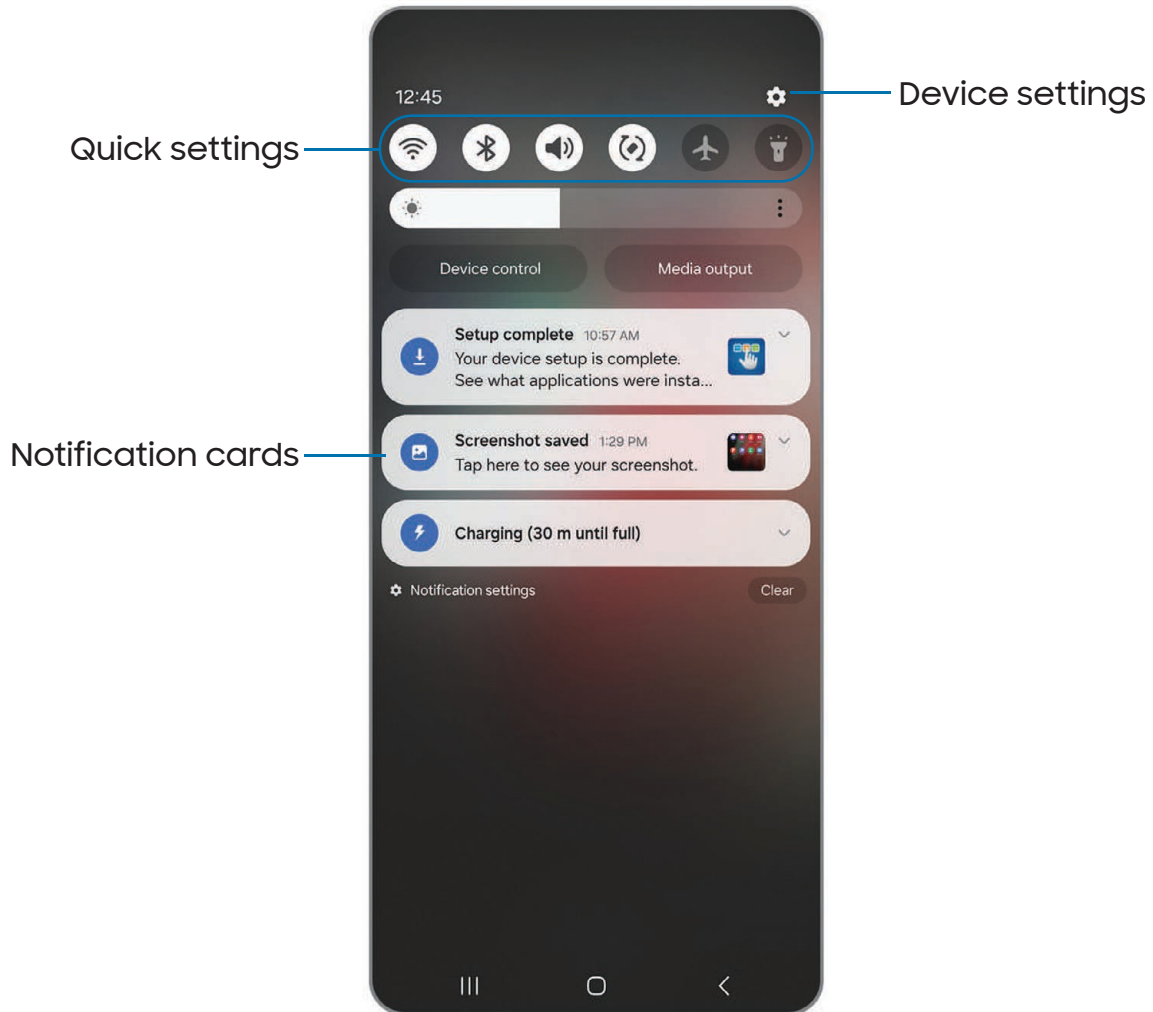 12:45
Device settings
Quick settings
Device control
Media output
Setup complete 10:57 AM
Your device setup is complete.
See what applications were insta...
Notification cards
Screenshot saved 1:29 PM
Tap here to see your screenshot.
Charging (30 m until full)
Notification settings
Clear